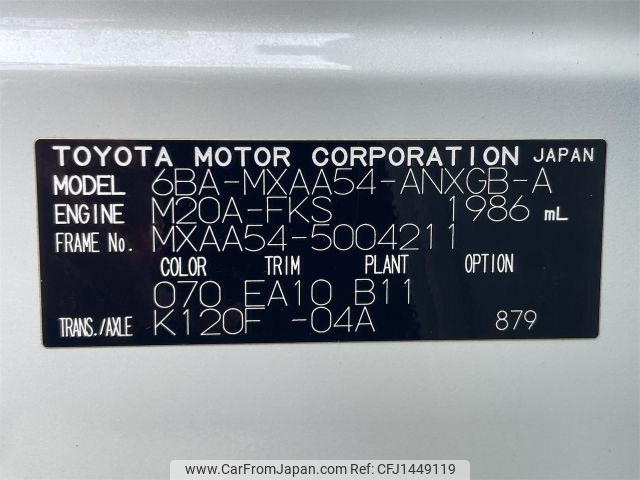 TOYOTA MOTOR CORPORATION JAPAN
MODEL 6BA-MXAA54-ANXGB-A
ENGINE M20A-FKS 1986 mL
FRAME No. MXAA54-5004211
COLOR TRIM PLANT OPTION
070 EA10 B11
TRANS./AXLE K120F -04A 879
www.CarFromJapan.com - Ref No: CFJ1449119